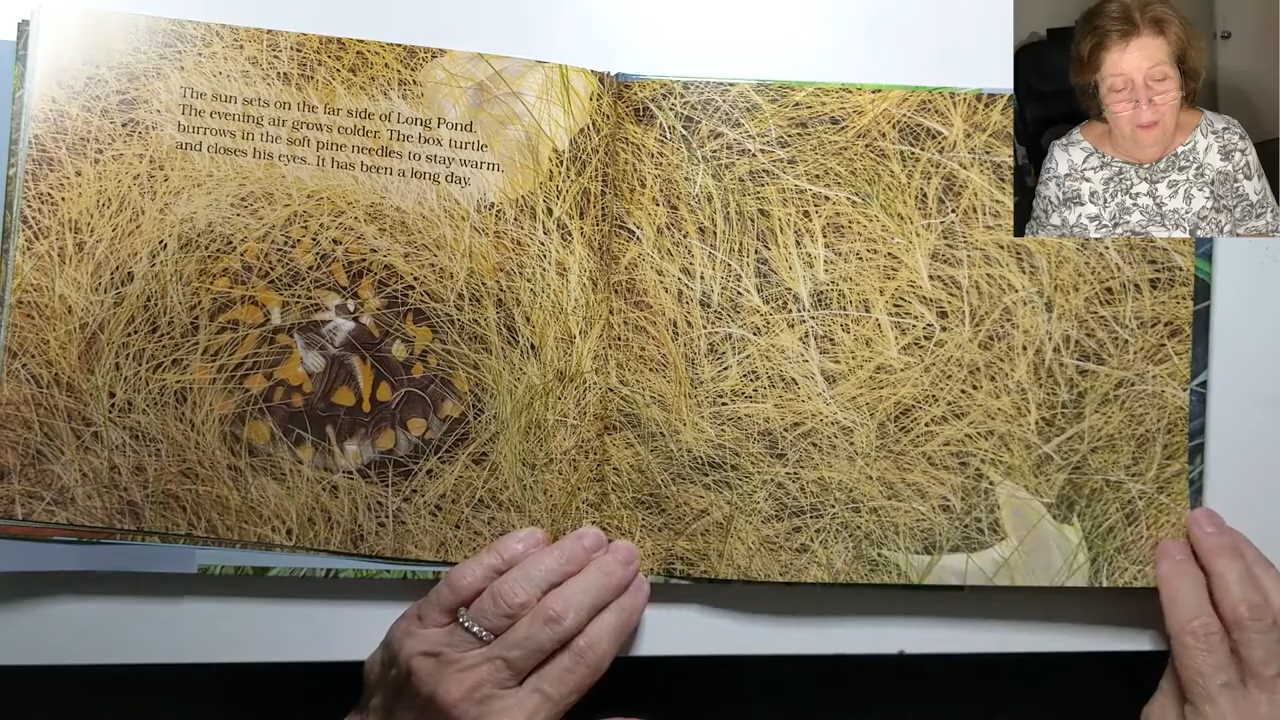 The sun sets on the far side of Long Pond.
The evening air grows colder. The box turtle
burrows in the soft pine needles to stay warm,
and closes his eyes. It has been a long day.